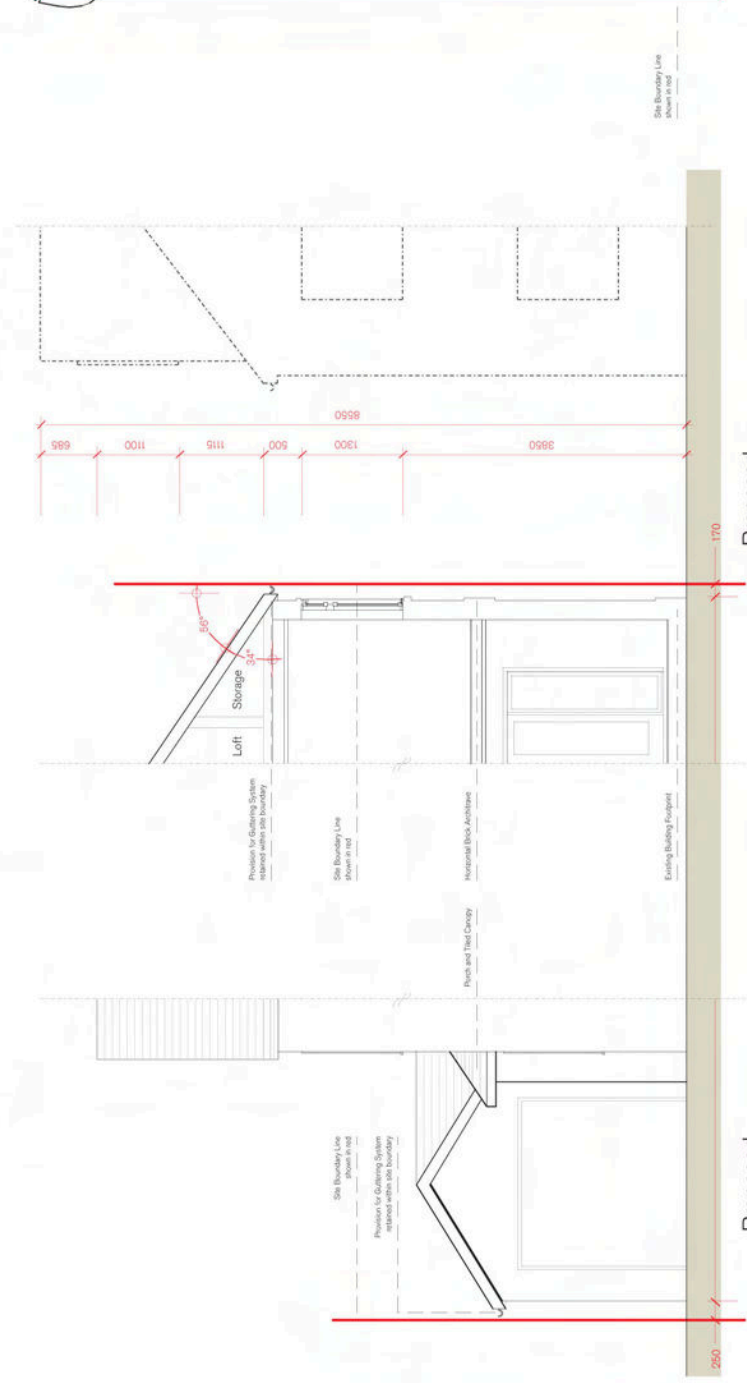 Site Boundary Line
shown in red
8550
685
1100
1115
500
1300
3850
170
56°
34°
Loft
Storage
Provision for Guttering System
retained within site boundary
Site Boundary Line
shown in red
Horizontal Brick Architrave
Existing Building Footprint
Porch and Tiled Canopy
Site Boundary Line
shown in red
Provision for Guttering System
retained within site boundary
250